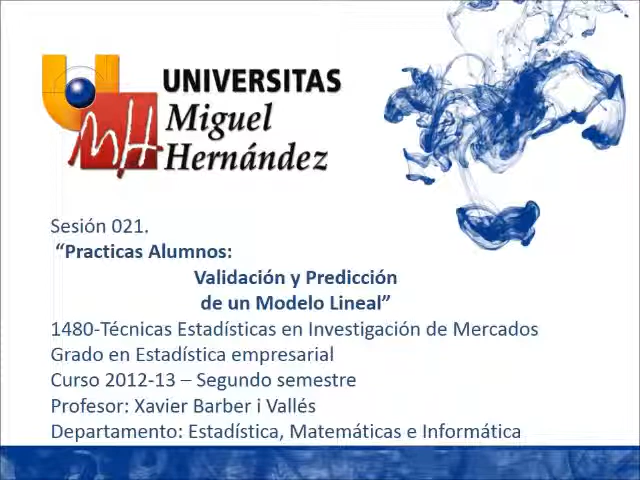 UNIVERSITAS
Miguel
Hernández
Sesión 021.
“Practicas Alumnos:
Validación y Predicción
de un Modelo Lineal”
1480-Técnicas Estadísticas en Investigación de Mercados
Grado en Estadística empresarial
Curso 2012-13 – Segundo semestre
Profesor: Xavier Barber i Vallés
Departamento: Estadística, Matemáticas e Informática